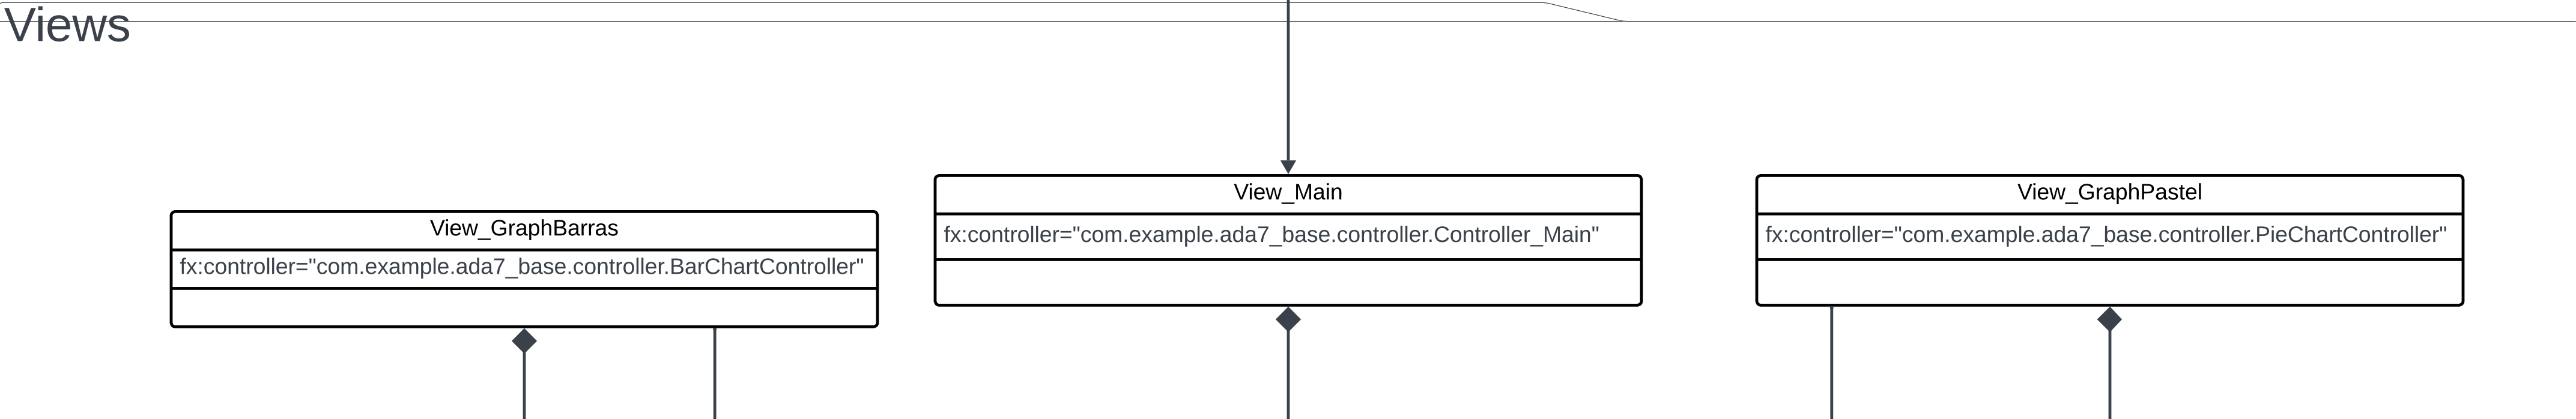 Views
View_GraphBarras
fx:controller="com.example.ada7_base.controller.BarChartController"
View_Main
fx:controller="com.example.ada7_base.controller.Controller_Main"
View_GraphPastel
fx:controller="com.example.ada7_base.controller.PieChartController"